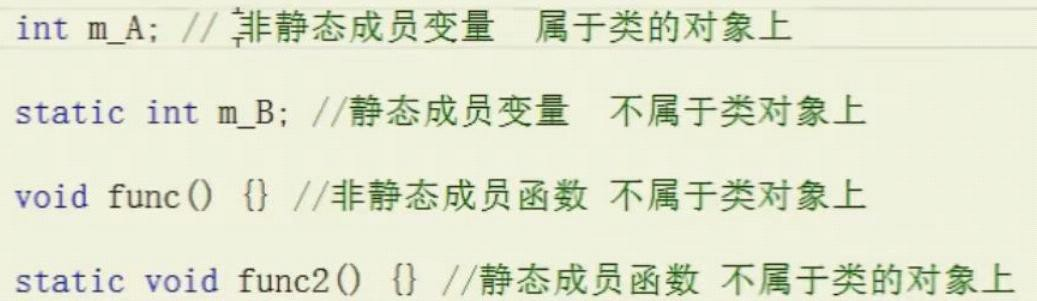 int m_A; // 非静态成员变量  属于类的对象上
static int m_B; //静态成员变量  不属于类对象上
void func() {} //非静态成员函数 不属于类对象上
static void func2() {} //静态成员函数 不属于类的对象上